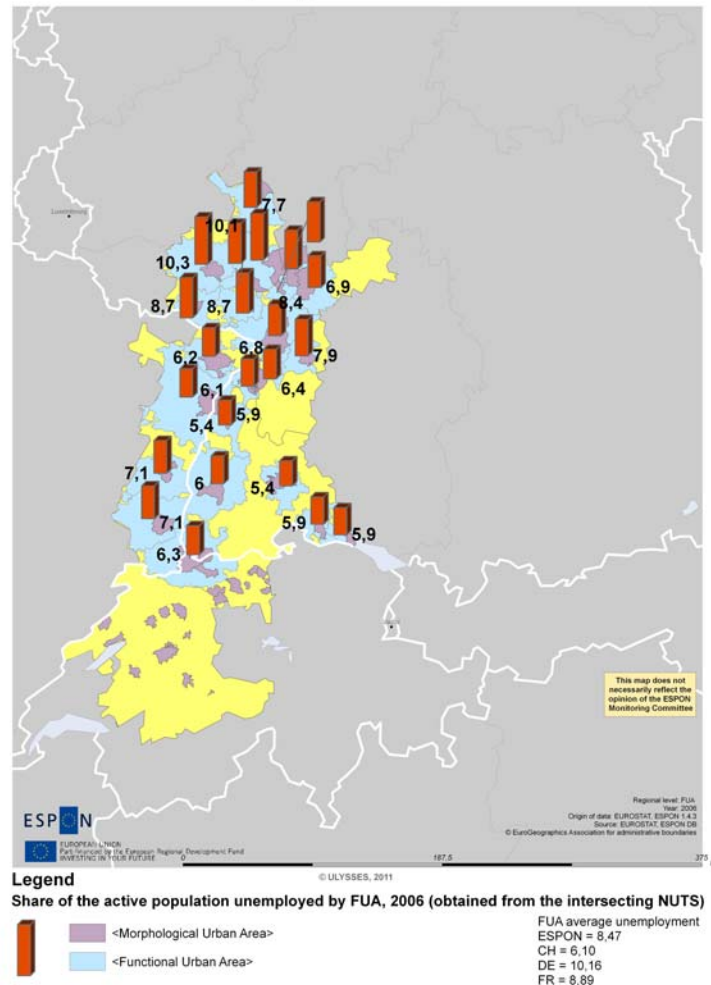 Luxembourg
7,7
10,1
10,3
6,9
8,7
8,7
8,4
6,2
6,8
7,9
6,1
6,4
5,4
5,9
7,1
6
5,4
7,1
5,9
5,9
6,3
This map does not
necessarily reflect the
opinion of the ESPON
Monitoring Committee
Regional level: FUA
Year: 2006
Origin of data: EUROSTAT, ESPON 1.4.3
Source: EUROSTAT, ESPON DB
© EuroGeographics Association for administrative boundaries
ESPON
EUROPEAN UNION
Part-financed by the European Regional Development Fund
INVESTING IN YOUR FUTURE
0 187,5 375
Legend
© ULYSSES, 2011
Share of the active population unemployed by FUA, 2006 (obtained from the intersecting NUTS)
<Morphological Urban Area>
<Functional Urban Area>
FUA average unemployment
ESPON = 8,47
CH = 6,10
DE = 10,16
FR = 8.89